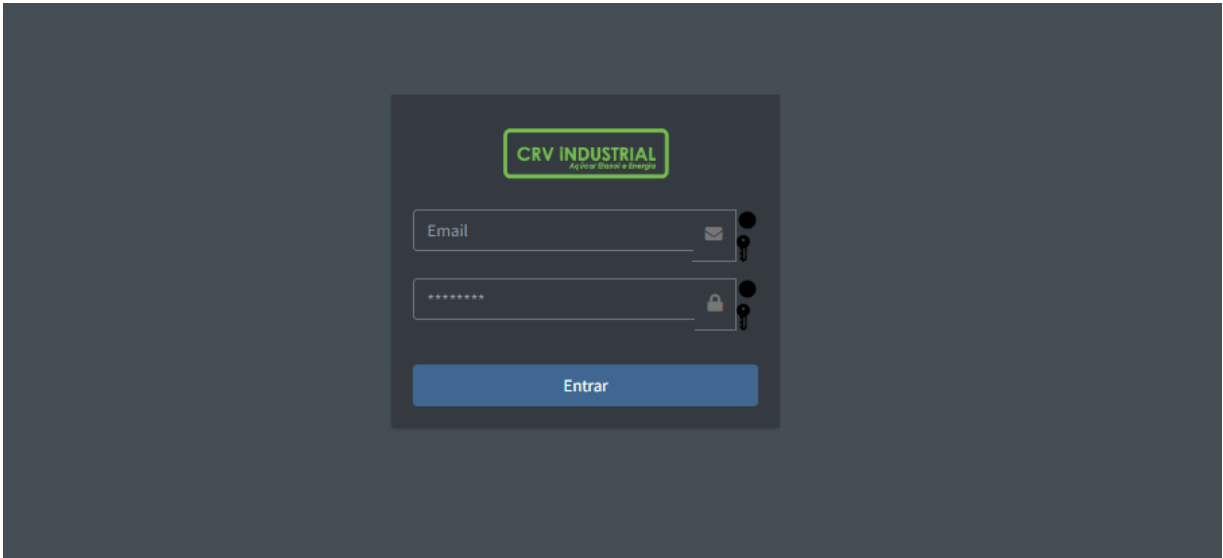 CRV iNDUSTRIAL
Açúcar Etanol e Energia
Email
********
Entrar